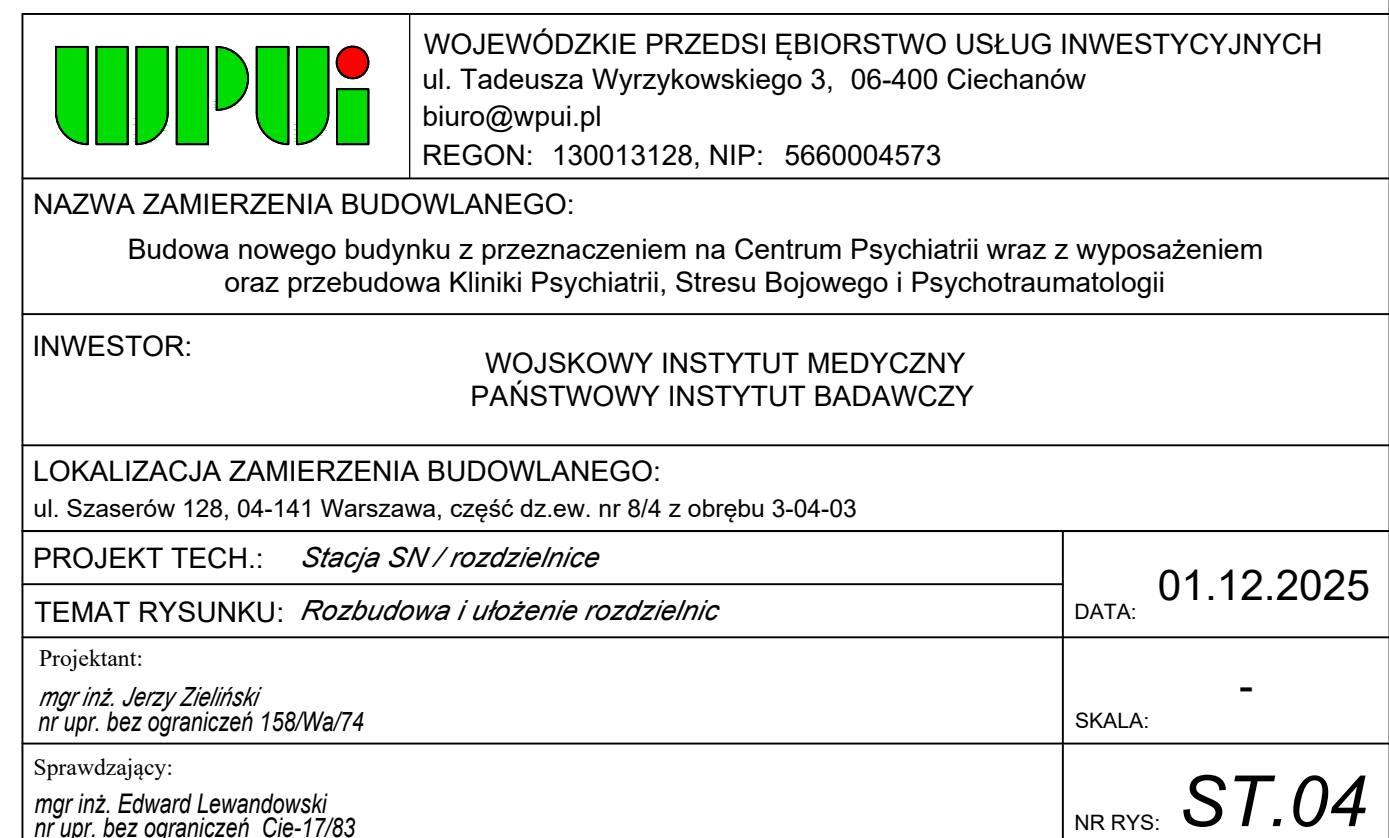 WPUi
WOJEWÓDZKIE PRZEDSI ĘBIORSTWO USŁUG INWESTYCYJNYCH
ul. Tadeusza Wyrzykowskiego 3, 06-400 Ciechanów
biuro@wpui.pl
REGON: 130013128, NIP: 5660004573
NAZWA ZAMIERZENIA BUDOWLANEGO:
Budowa nowego budynku z przeznaczeniem na Centrum Psychiatrii wraz z wyposażeniem
oraz przebudowa Kliniki Psychiatrii, Stresu Bojowego i Psychotraumatologii
INWESTOR:
WOJSKOWY INSTYTUT MEDYCZNY
PAŃSTWOWY INSTYTUT BADAWCZY
LOKALIZACJA ZAMIERZENIA BUDOWLANEGO:
ul. Szaserów 128, 04-141 Warszawa, część dz.ew. nr 8/4 z obrębu 3-04-03
PROJEKT TECH.: Stacja SN / rozdzielnice
TEMAT RYSUNKU: Rozbudowa i ułożenie rozdzielnic
DATA: 01.12.2025
Projektant:
mgr inż. Jerzy Zieliński
nr upr. bez ograniczeń 158/Wa/74
SKALA: -
Sprawdzający:
mgr inż. Edward Lewandowski
nr upr. bez ograniczeń Cie-17/83
NR RYS: ST.04